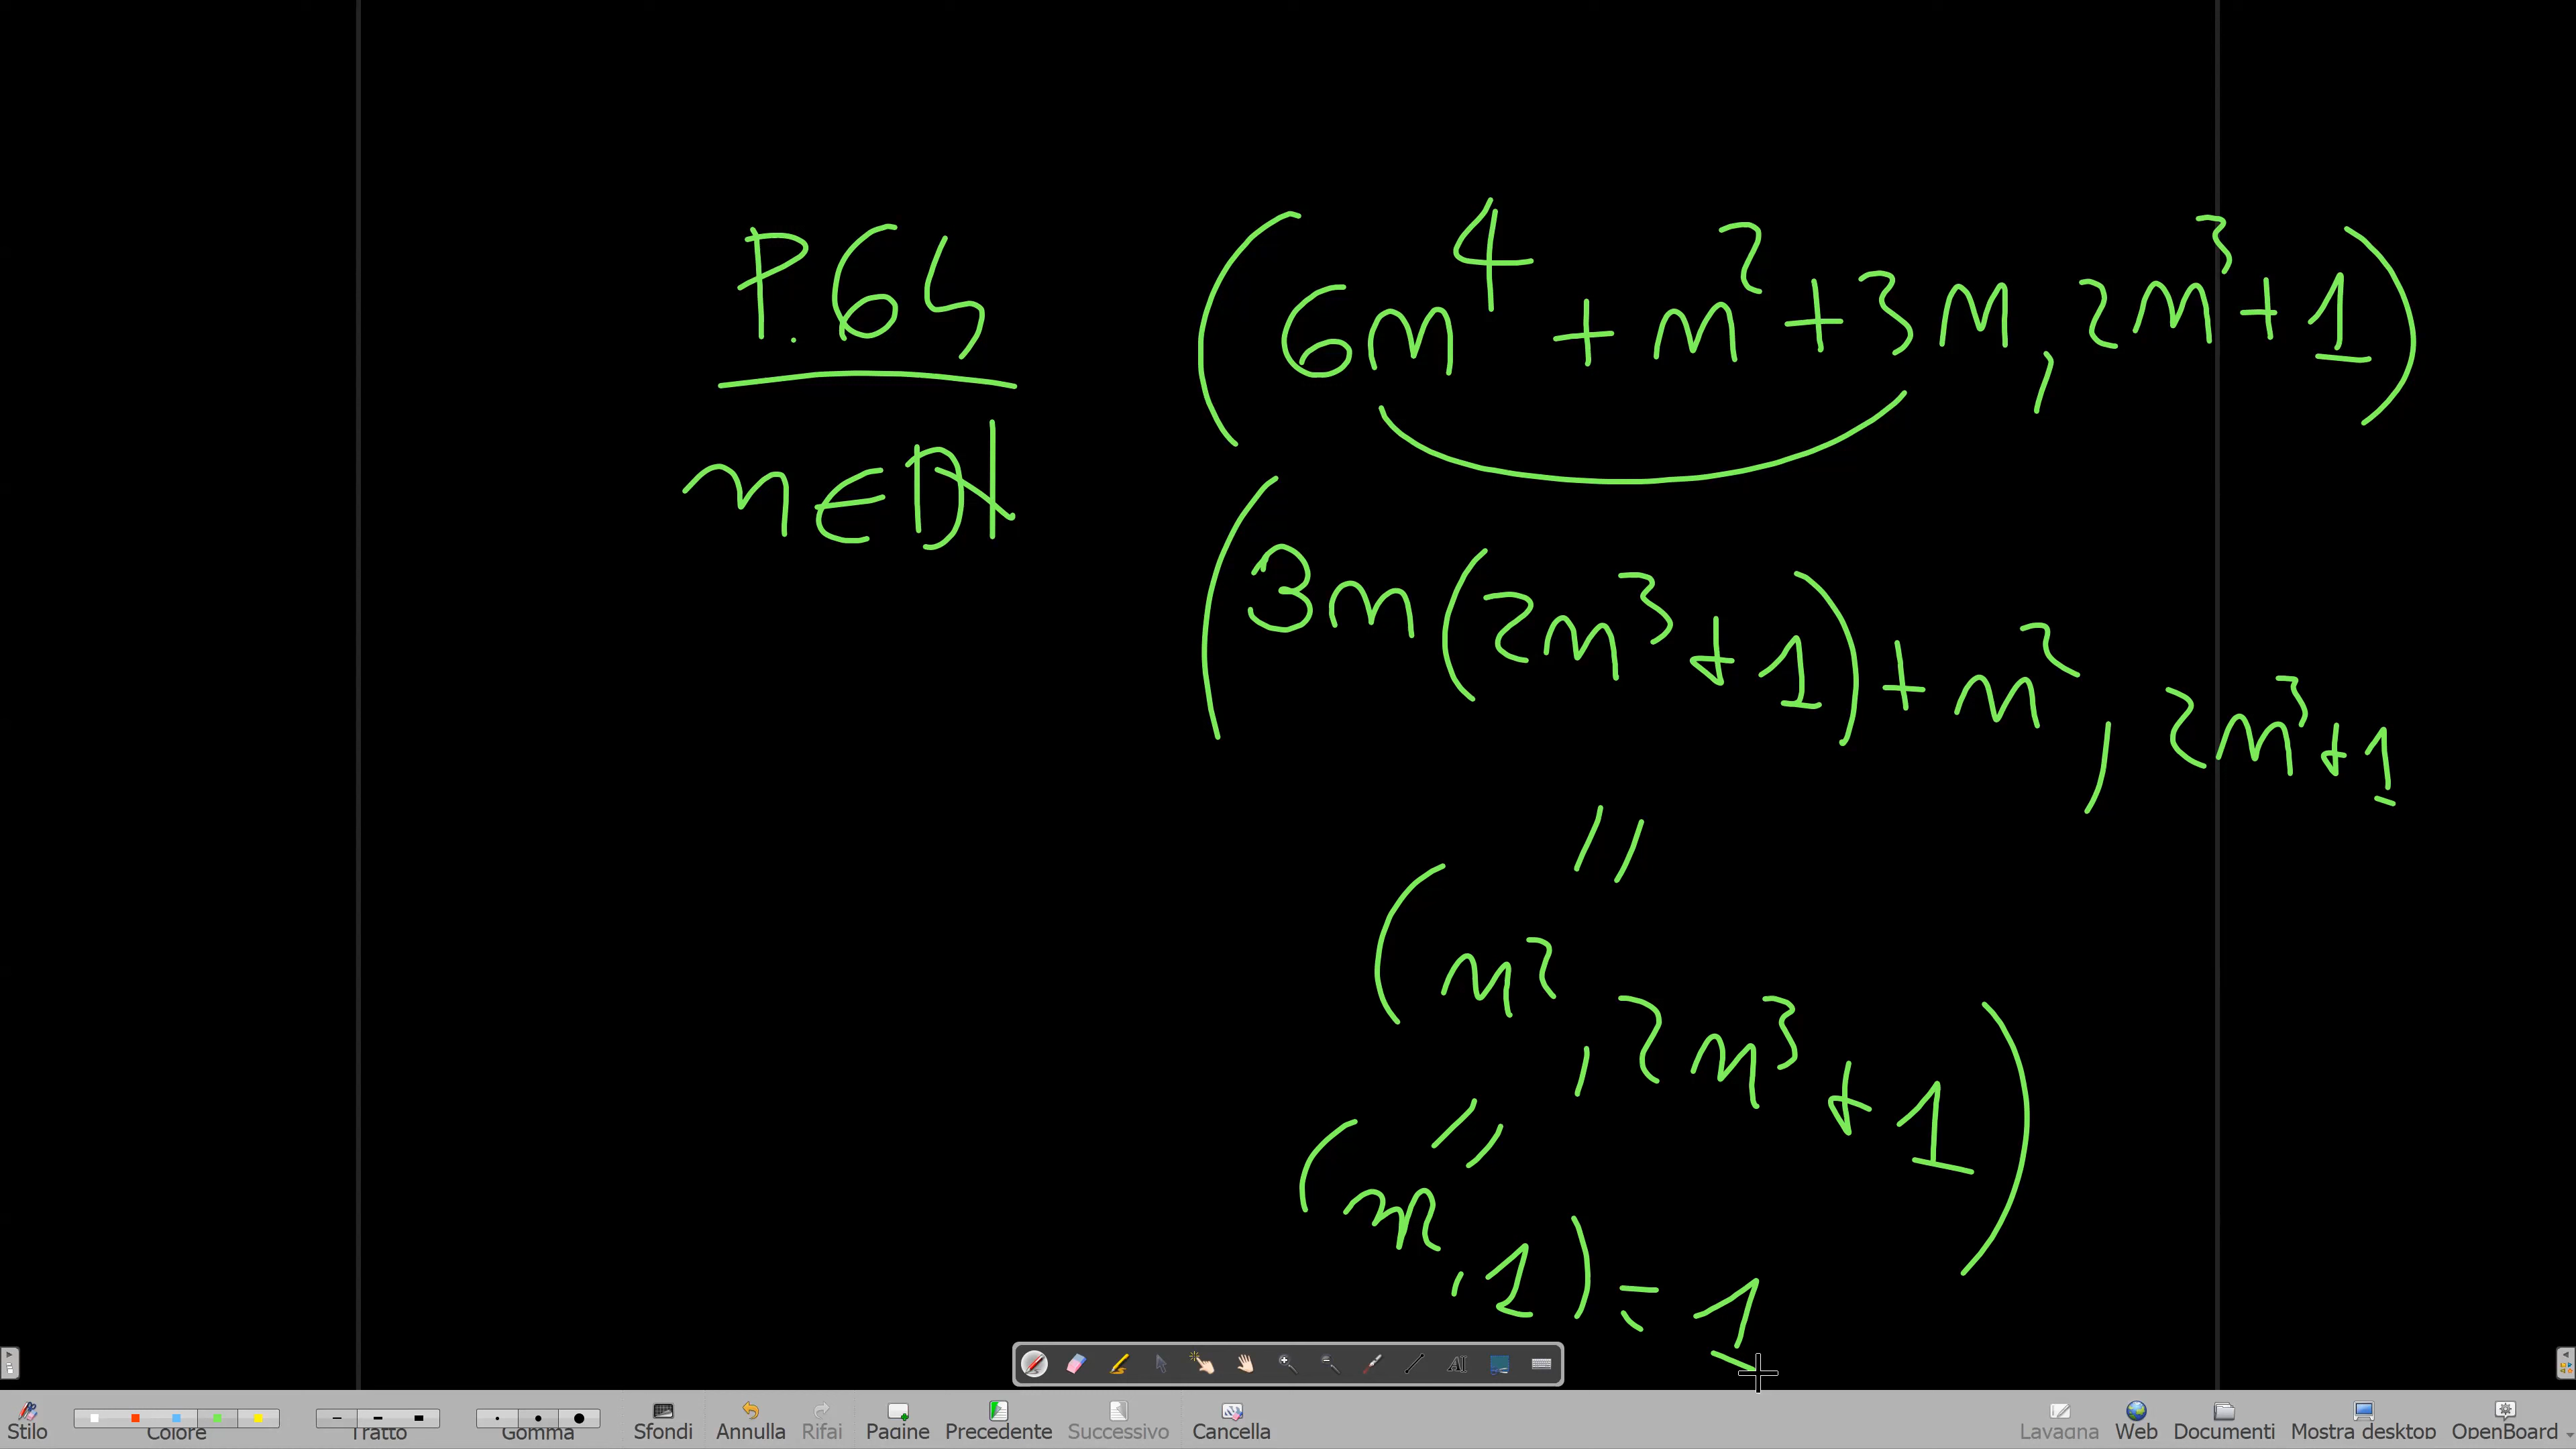 P.64
n∈ℕ
(6n⁴ + n² + 3n, 2n³ + 1)
(3n(2n³ + 1) + n², 2n³ + 1
=
(n², 2n³ + 1)
=
(n, 1) = 1
Stilo Colore Tratto Gomma Sfondi Annulla Rifai Pagine Precedente Successivo Cancella Lavagna Web Documenti Mostra desktop OpenBoard